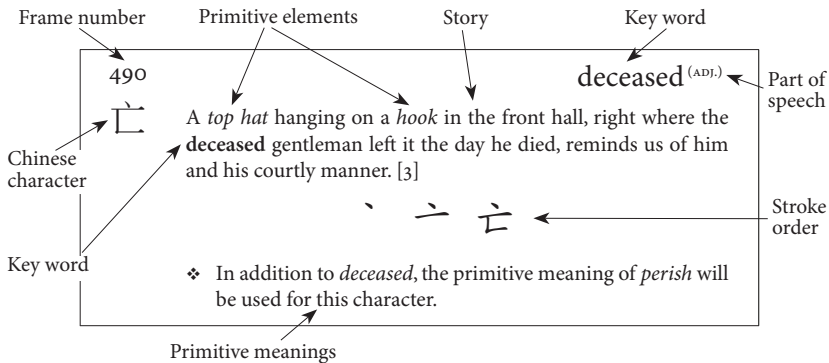 Frame number Primitive elements Story Key word
490 deceased (ADJ.)
Part of
speech
亡 A top hat hanging on a hook in the front hall, right where the
deceased gentleman left it the day he died, reminds us of him
and his courtly manner. [3]
Chinese
character
丶 亠 亡
Stroke
order
Key word
❖ In addition to deceased, the primitive meaning of perish will
be used for this character.
Primitive meanings